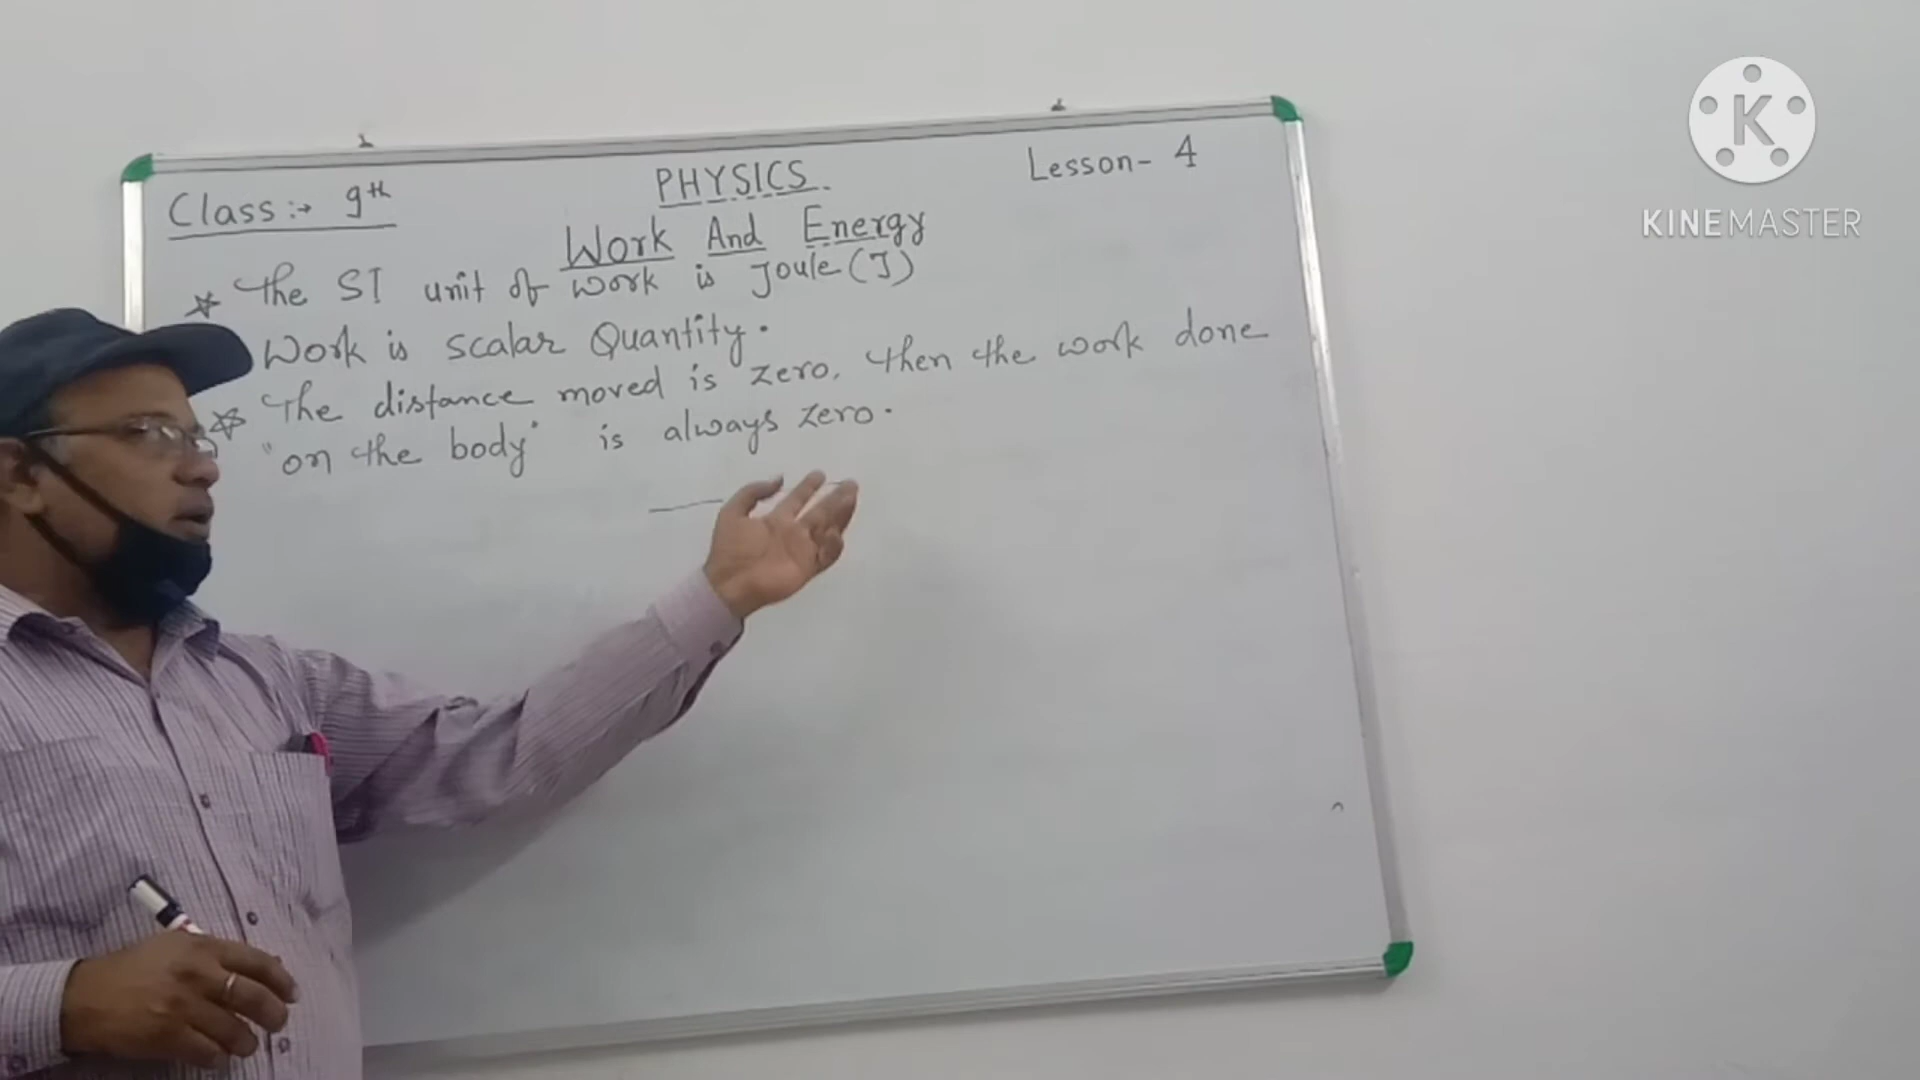 Class:→ 9th
PHYSICS
Lesson- 4
Work And Energy
The SI unit of work is Joule (J)
Work is scalar Quantity.
The distance moved is zero, then the work done
"on the body" is always zero.
K
KINEMASTER